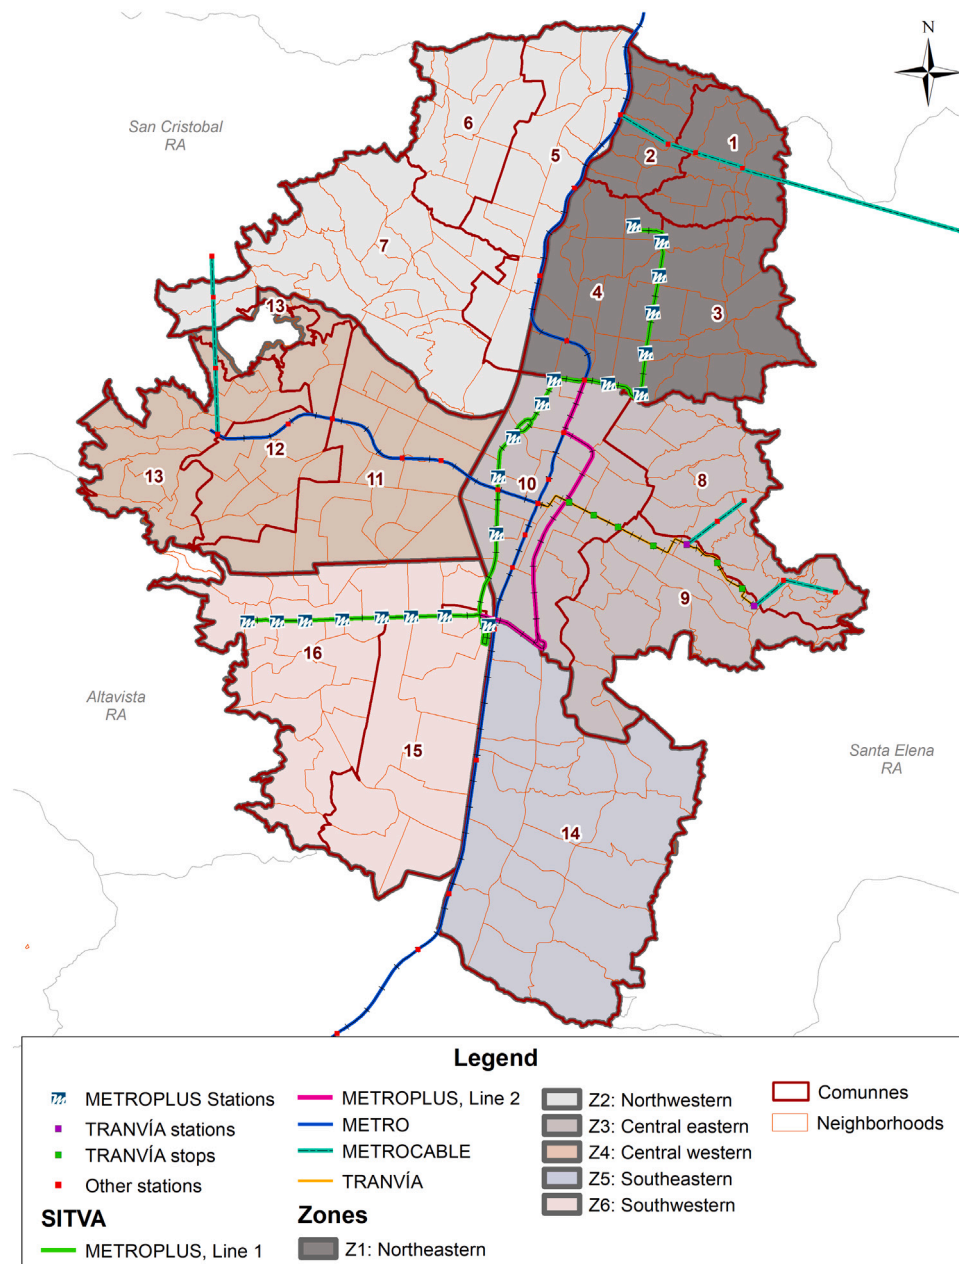 N
San Cristobal
RA
6
5
2
1
7
4
3
13
12
11
13
10
8
9
16
15
14
Altavista
RA
Santa Elena
RA
Legend
METROPLUS Stations
TRANVÍA stations
TRANVÍA stops
Other stations
SITVA
METROPLUS, Line 1
METROPLUS, Line 2
METRO
METROCABLE
TRANVÍA
Zones
Z1: Northeastern
Z2: Northwestern
Z3: Central eastern
Z4: Central western
Z5: Southeastern
Z6: Southwestern
Comunnes
Neighborhoods